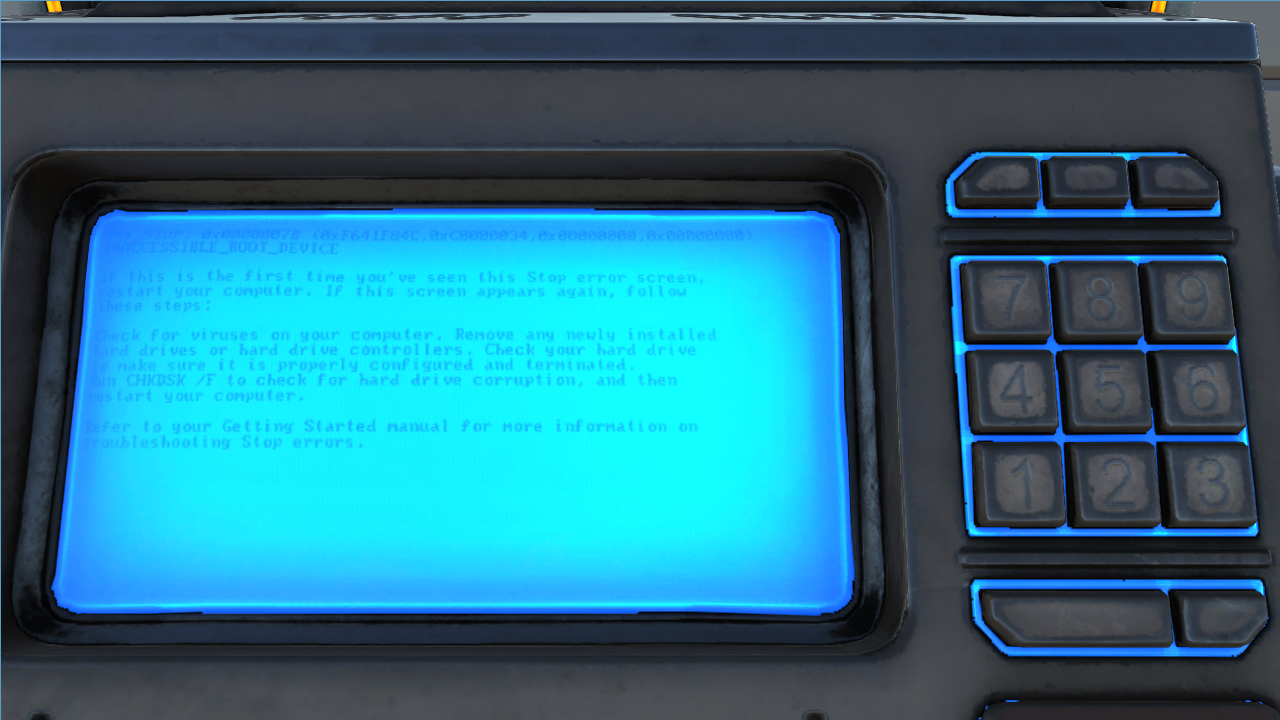 STOP: 0x0000007B (0xF641F84C,0xC0000034,0x00000000,0x00000000)
INACCESSIBLE_BOOT_DEVICE
If this is the first time you've seen this Stop error screen,
restart your computer. If this screen appears again, follow
these steps:
Check for viruses on your computer. Remove any newly installed
hard drives or hard drive controllers. Check your hard drive
to make sure it is properly configured and terminated.
Run CHKDSK /F to check for hard drive corruption, and then
restart your computer.
Refer to your Getting Started manual for more information on
troubleshooting Stop errors.
7 8 9
4 5 6
1 2 3